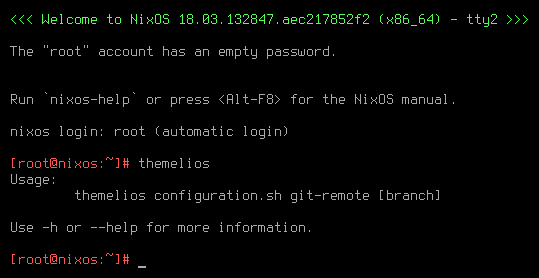 <<< Welcome to NixOS 18.03.132847.aec217852f2 (x86_64) - tty2 >>>
The "root" account has an empty password.
Run `nixos-help` or press <Alt-F8> for the NixOS manual.
nixos login: root (automatic login)
[root@nixos:~]# themelios
Usage:
        themelios configuration.sh git-remote [branch]
Use -h or --help for more information.
[root@nixos:~]# _